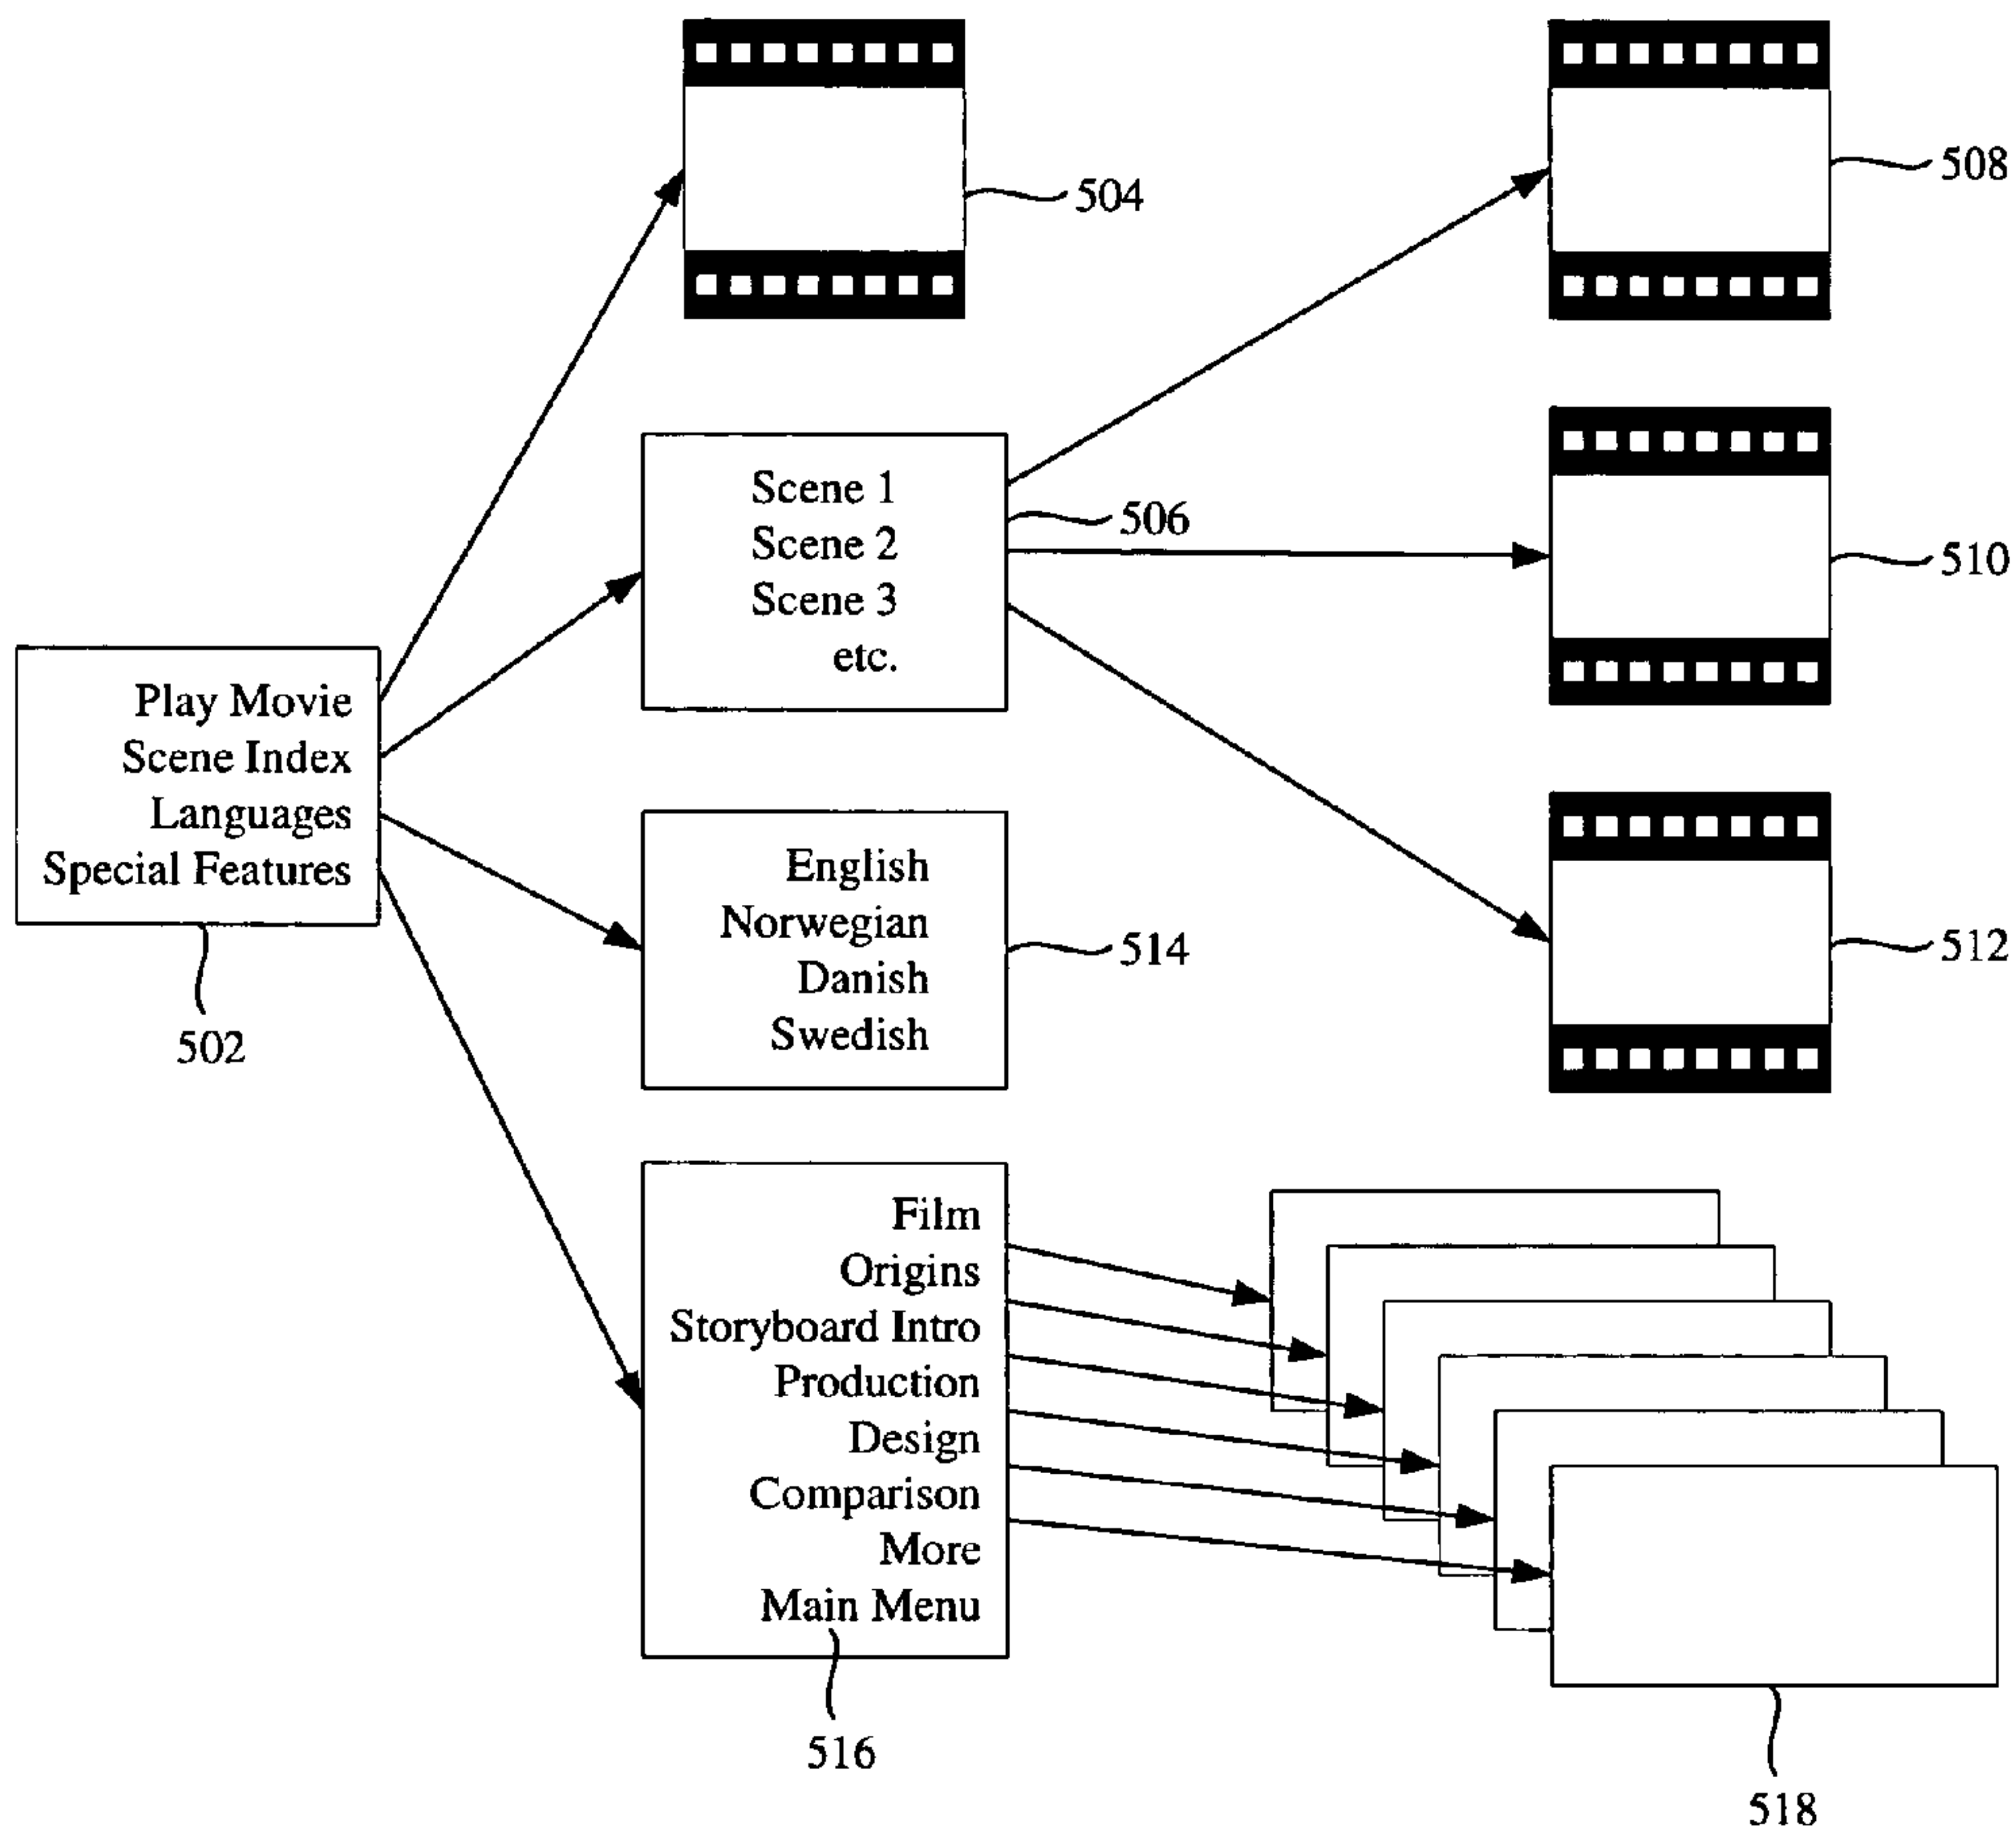 504
508
Scene 1
Scene 2
Scene 3
etc.
506
510
Play Movie
Scene Index
Languages
Special Features
502
English
Norwegian
Danish
Swedish
514
512
Film
Origins
Storyboard Intro
Production
Design
Comparison
More
Main Menu
516
518